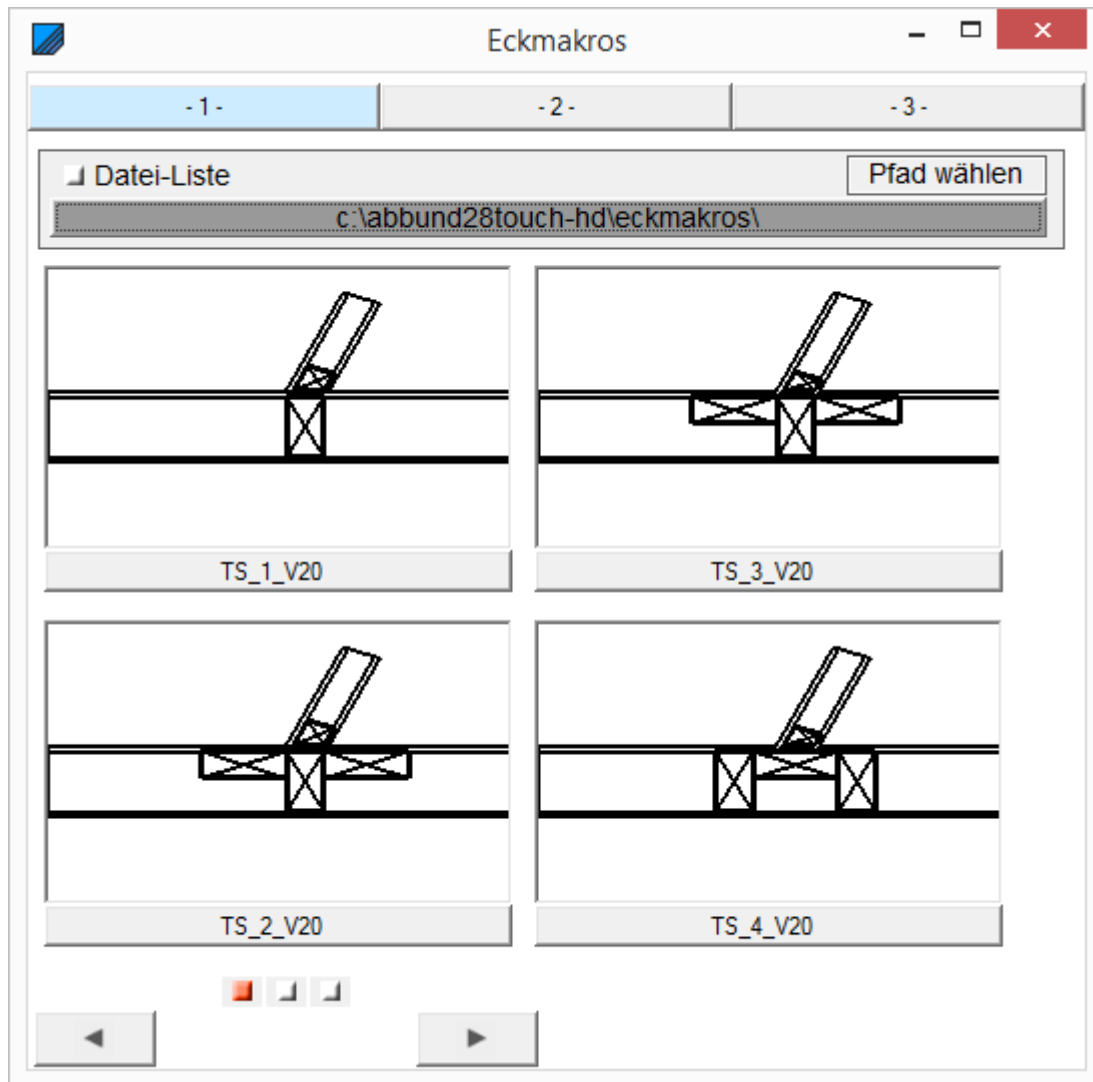 Eckmakros
- 1 -
- 2 -
- 3 -
Datei-Liste
Pfad wählen
c:\abbund28touch-hd\eckmakros\
TS_1_V20
TS_3_V20
TS_2_V20
TS_4_V20